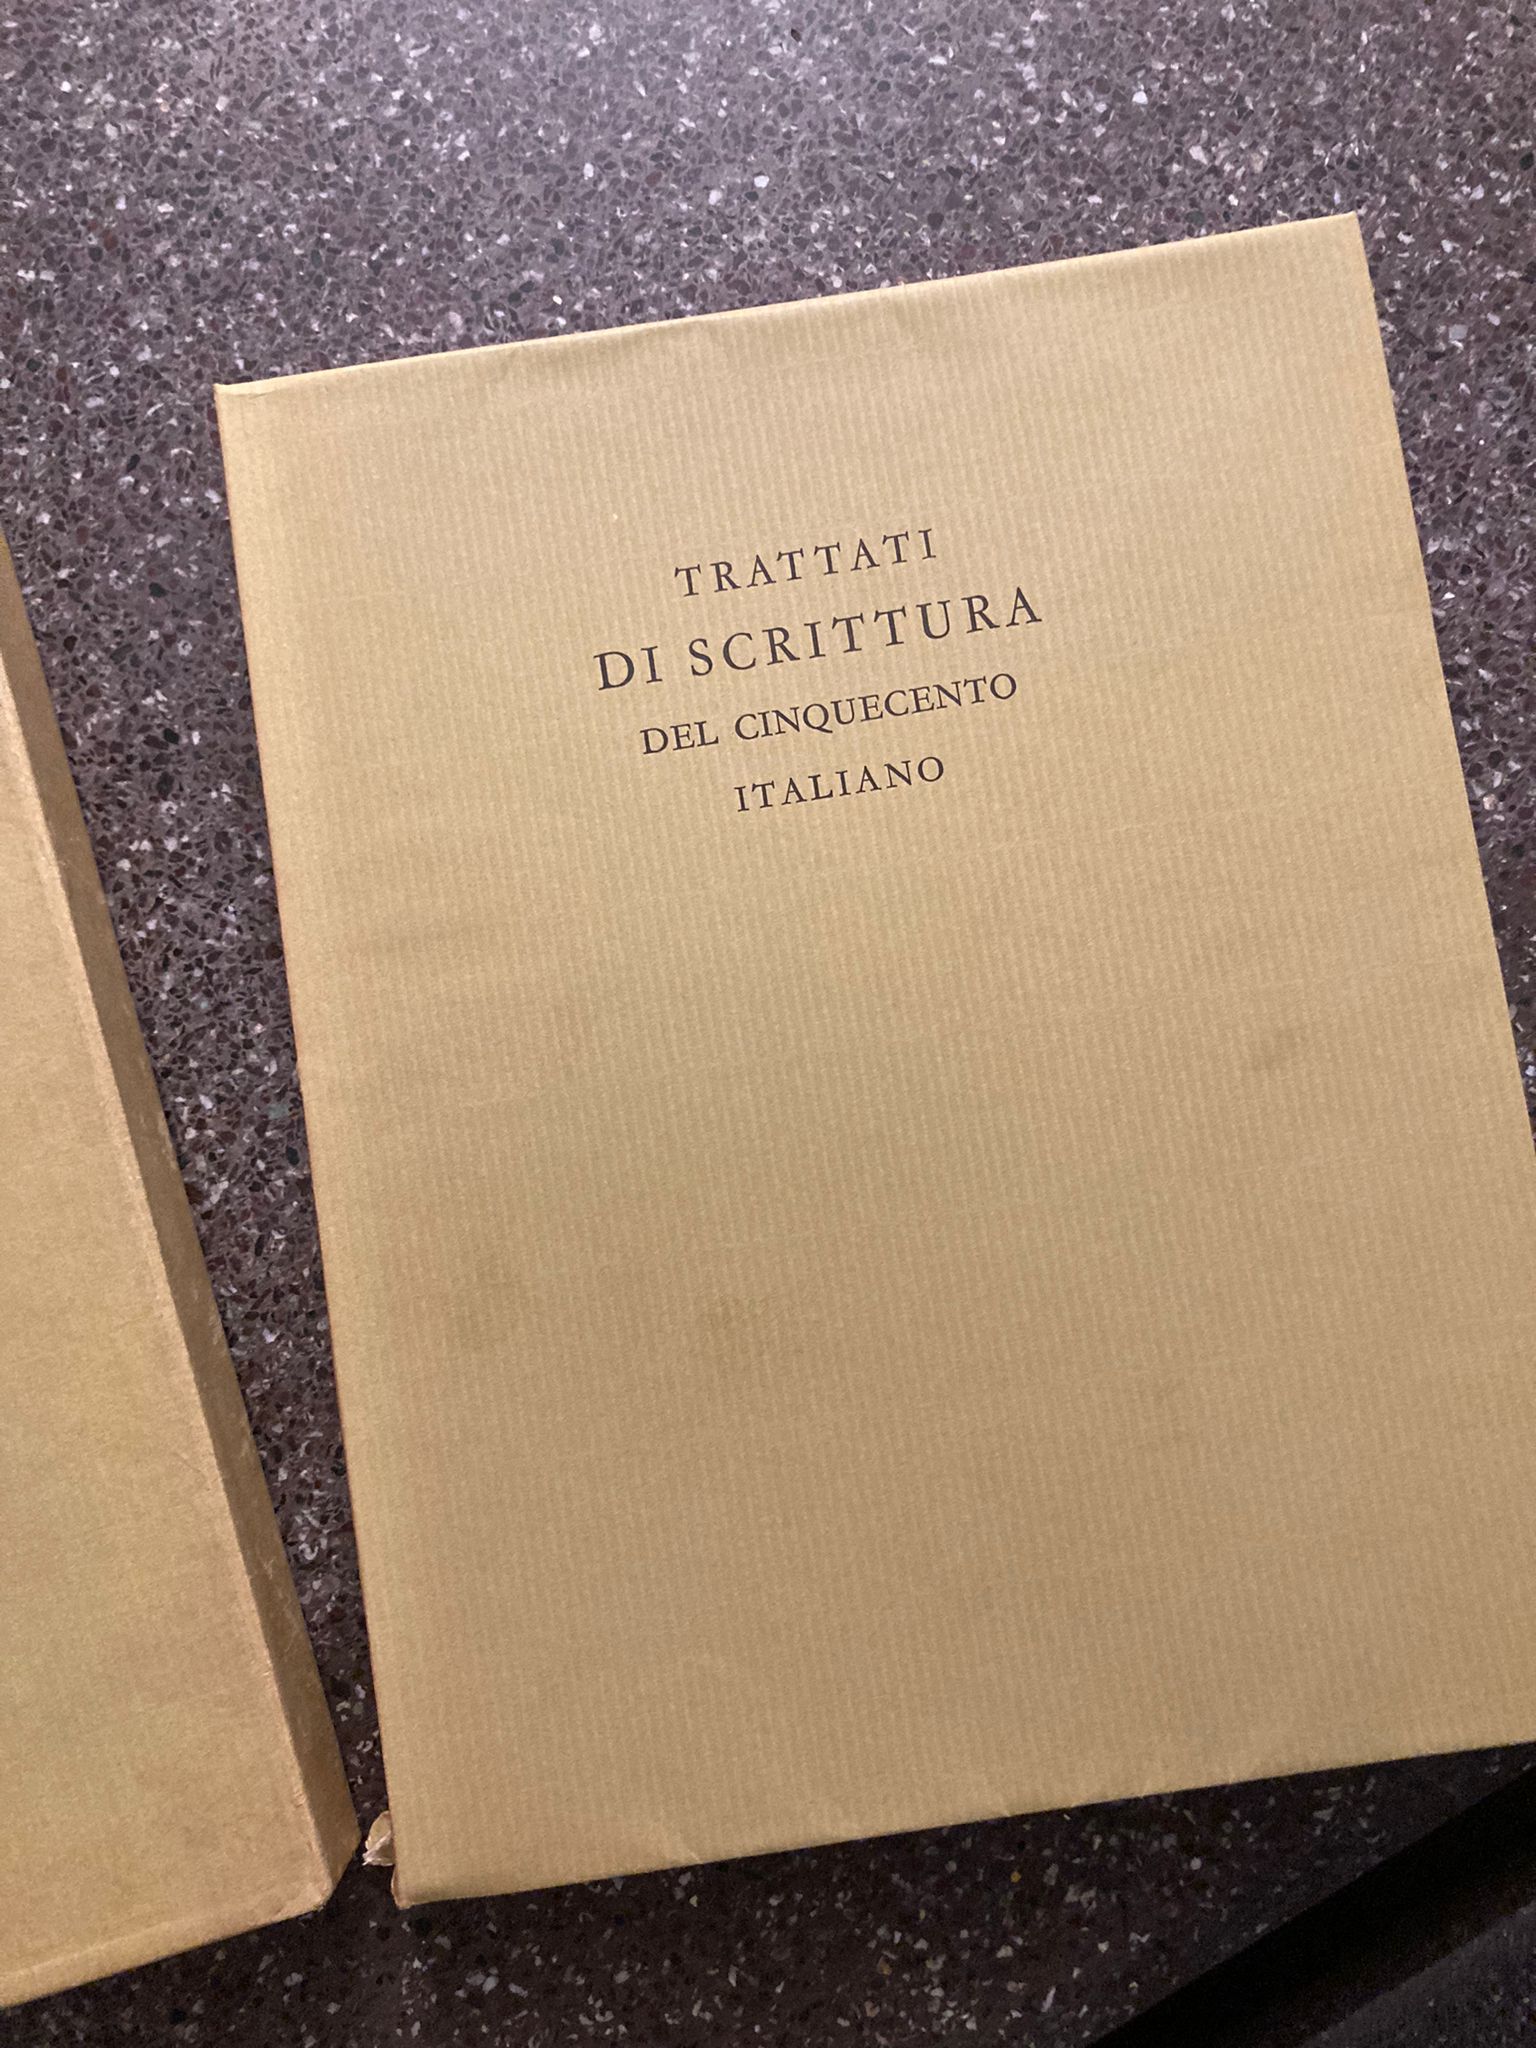 TRATTATI
DI SCRITTURA
DEL CINQUECENTO
ITALIANO